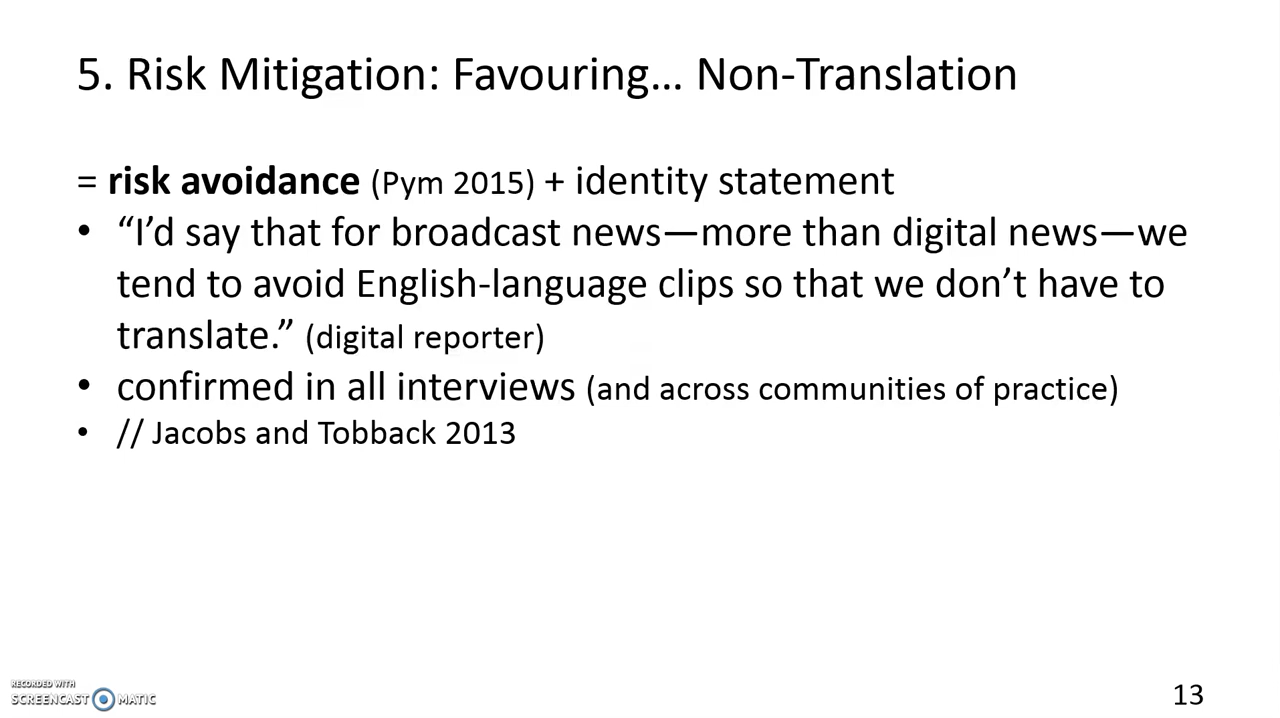 5. Risk Mitigation: Favouring… Non-Translation
= risk avoidance (Pym 2015) + identity statement
• “I’d say that for broadcast news—more than digital news—we
tend to avoid English-language clips so that we don’t have to
translate.” (digital reporter)
• confirmed in all interviews (and across communities of practice)
• // Jacobs and Tobback 2013
RECORDED WITH
SCREENCAST MATIC
13